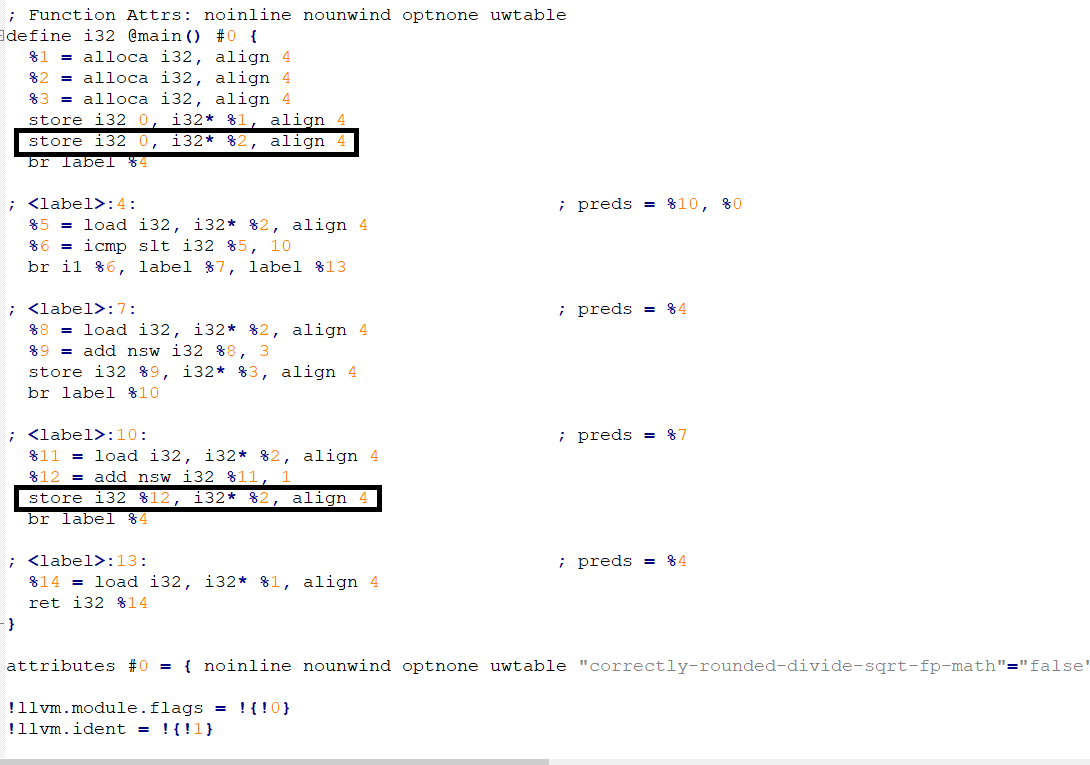 ; Function Attrs: noinline nounwind optnone uwtable
define i32 @main() #0 {
  %1 = alloca i32, align 4
  %2 = alloca i32, align 4
  %3 = alloca i32, align 4
  store i32 0, i32* %1, align 4
  store i32 0, i32* %2, align 4
  br label %4
; <label>:4:                                      ; preds = %10, %0
  %5 = load i32, i32* %2, align 4
  %6 = icmp slt i32 %5, 10
  br i1 %6, label %7, label %13
; <label>:7:                                      ; preds = %4
  %8 = load i32, i32* %2, align 4
  %9 = add nsw i32 %8, 3
  store i32 %9, i32* %3, align 4
  br label %10
; <label>:10:                                     ; preds = %7
  %11 = load i32, i32* %2, align 4
  %12 = add nsw i32 %11, 1
  store i32 %12, i32* %2, align 4
  br label %4
; <label>:13:                                     ; preds = %4
  %14 = load i32, i32* %1, align 4
  ret i32 %14
}
attributes #0 = { noinline nounwind optnone uwtable "correctly-rounded-divide-sqrt-fp-math"="false"
!llvm.module.flags = !{!0}
!llvm.ident = !{!1}